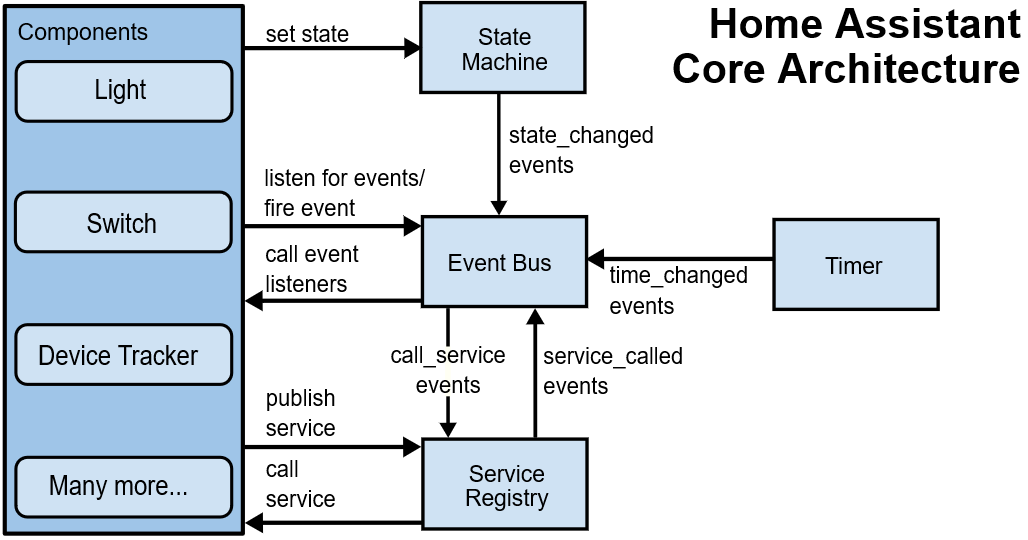 Home Assistant
Core Architecture
Components
Light
Switch
Device Tracker
Many more...
set state
State
Machine
state_changed
events
listen for events/
fire event
call event
listeners
Event Bus
time_changed
events
Timer
call_service
events
service_called
events
publish
service
call
service
Service
Registry